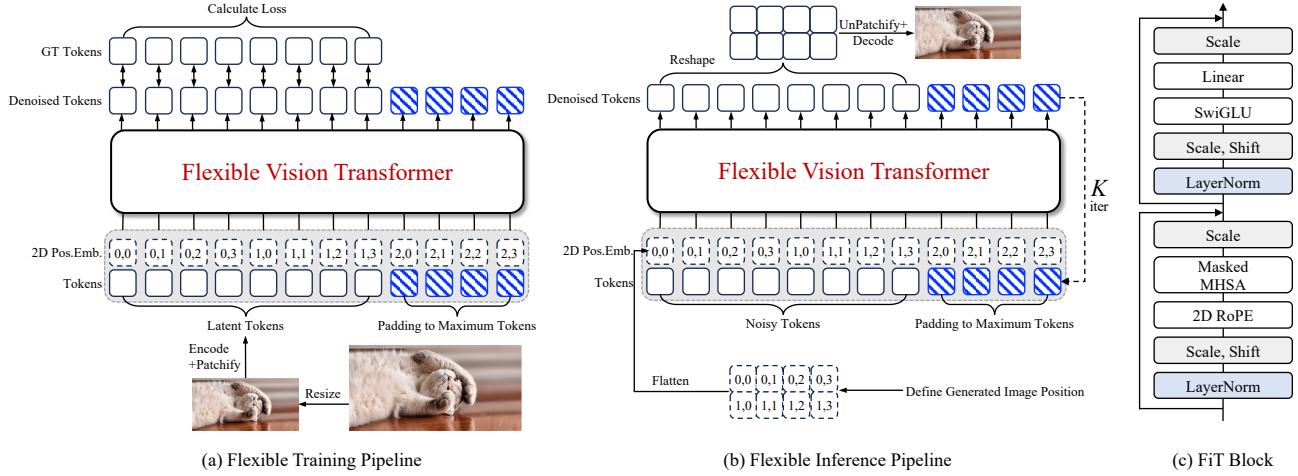 Calculate Loss
GT Tokens
Denoised Tokens
Flexible Vision Transformer
2D Pos.Emb.
0,0 0,1 0,2 0,3 1,0 1,1 1,2 1,3 2,0 2,1 2,2 2,3
Tokens
Latent Tokens
Padding to Maximum Tokens
Encode
+Patchify
Resize
(a) Flexible Training Pipeline
UnPatchify+
Decode
Reshape
Denoised Tokens
Flexible Vision Transformer
K
iter
2D Pos.Emb.
0,0 0,1 0,2 0,3 1,0 1,1 1,2 1,3 2,0 2,1 2,2 2,3
Tokens
Noisy Tokens
Padding to Maximum Tokens
Flatten
0,0 0,1 0,2 0,3
1,0 1,1 1,2 1,3
Define Generated Image Position
(b) Flexible Inference Pipeline
Scale
Linear
SwiGLU
Scale, Shift
LayerNorm
Scale
Masked
MHSA
2D RoPE
Scale, Shift
LayerNorm
(c) FiT Block